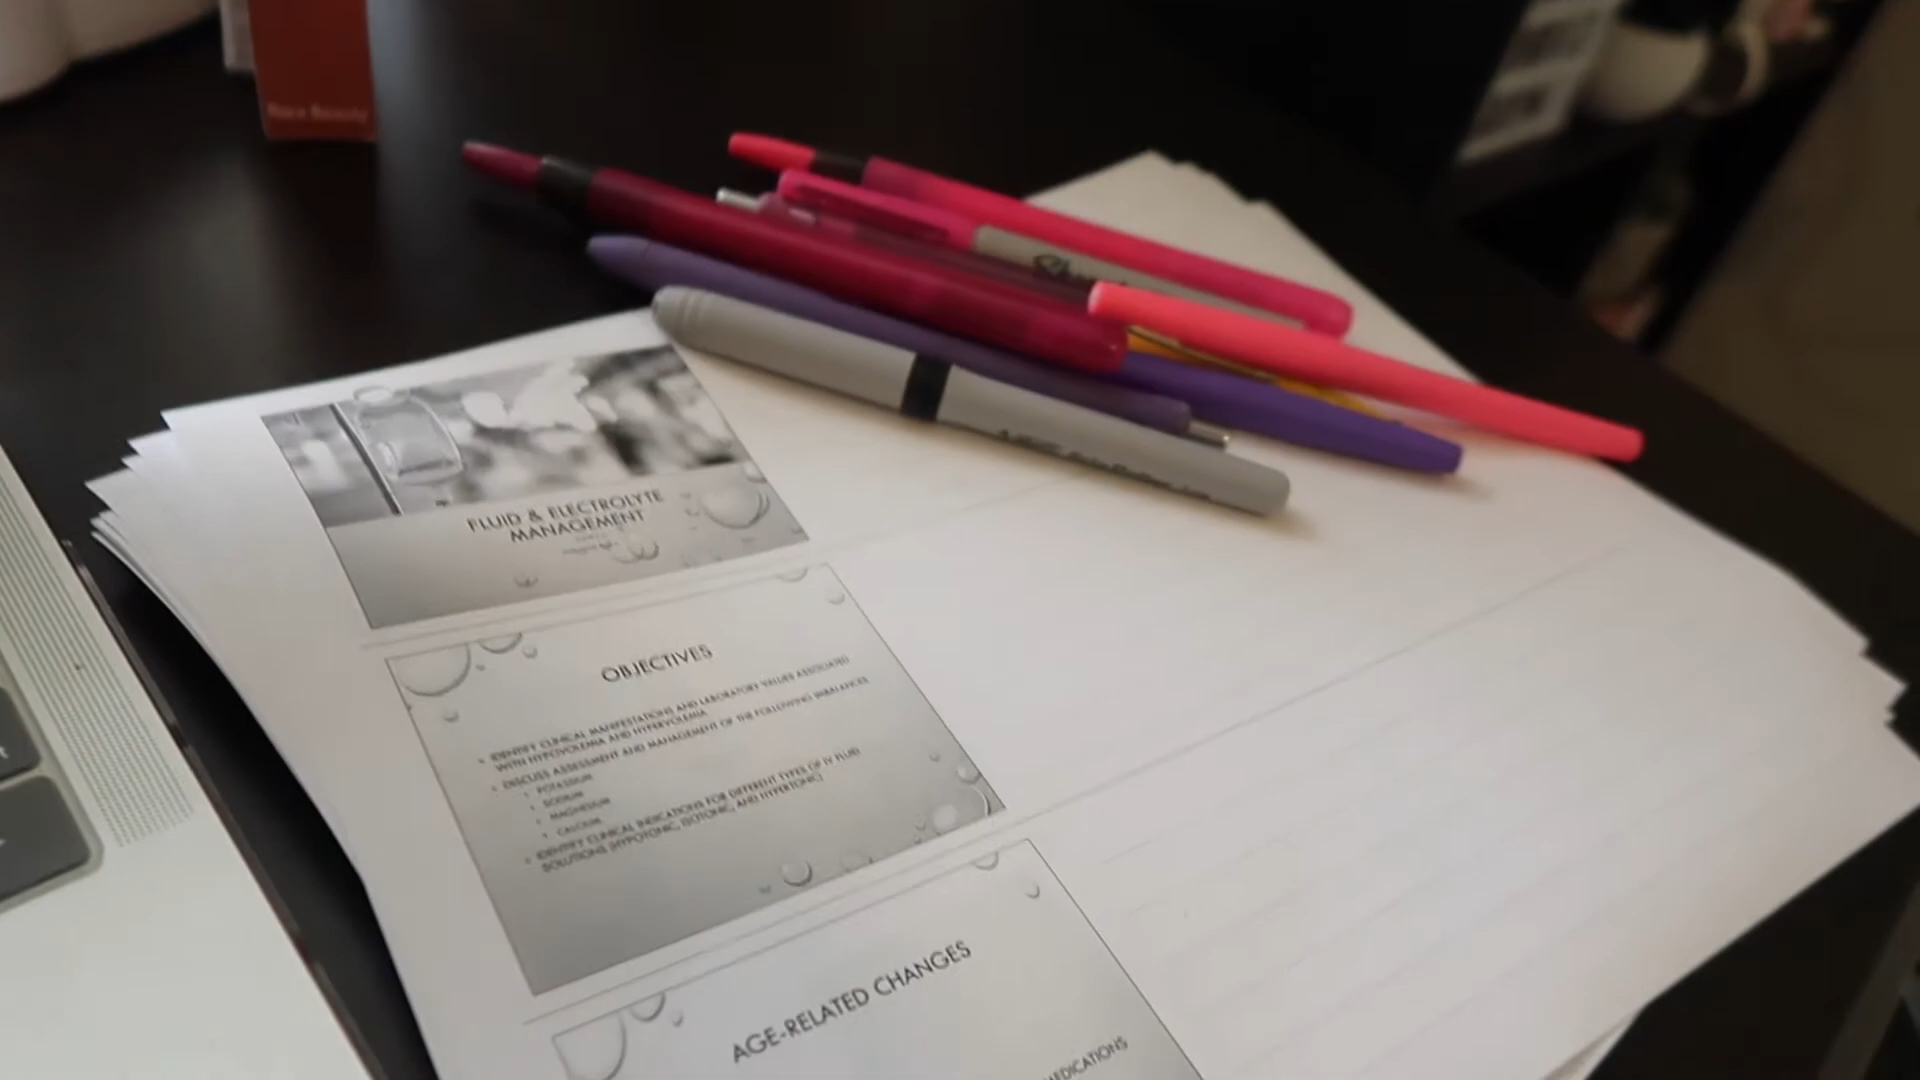 Rare Beauty
FLUID & ELECTROLYTE
MANAGEMENT
OBJECTIVES
• IDENTIFY CLINICAL MANIFESTATIONS AND LABORATORY VALUES ASSOCIATED
WITH HYPOVOLEMIA AND HYPERVOLEMIA
• DISCUSS ASSESSMENT AND MANAGEMENT OF THE FOLLOWING IMBALANCES
• POTASSIUM
• SODIUM
• MAGNESIUM
• CALCIUM
• IDENTIFY CLINICAL INDICATIONS FOR DIFFERENT TYPES OF IV FLUID
SOLUTIONS (HYPOTONIC, ISOTONIC, AND HYPERTONIC)
AGE-RELATED CHANGES
MEDICATIONS